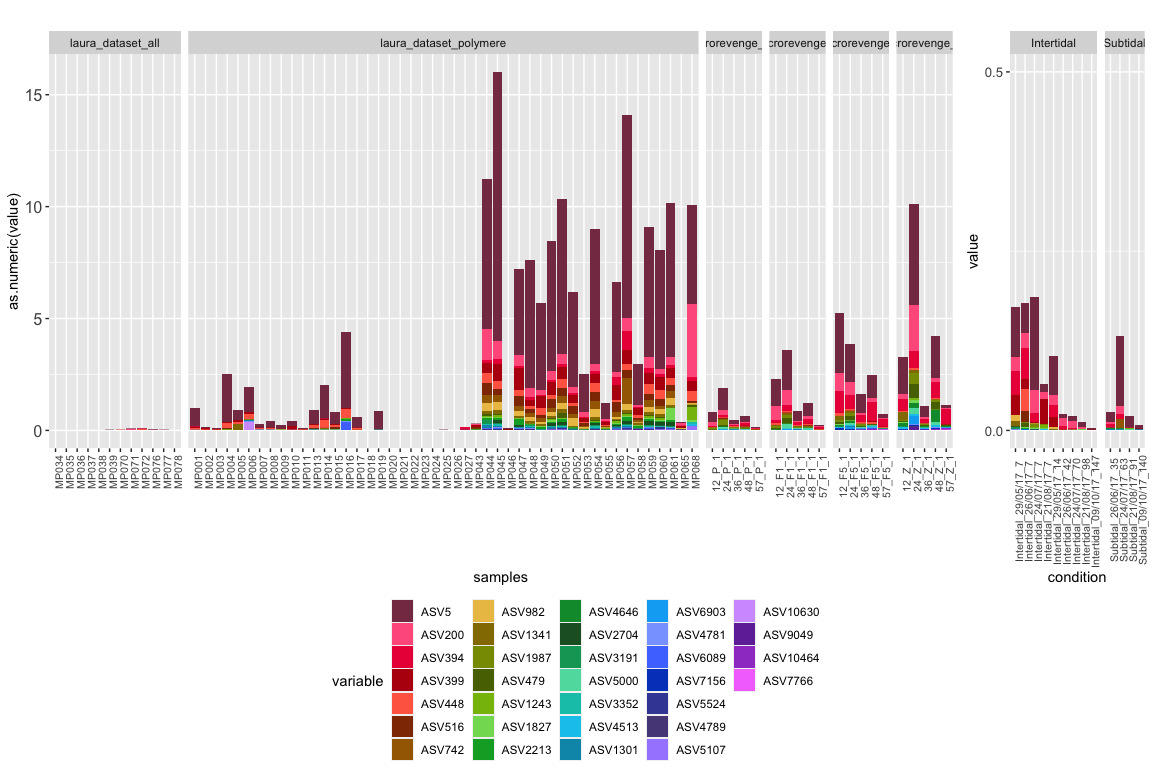 laura_dataset_all
laura_dataset_polymere
rorevenge_
crorevenge
crorevenge
rorevenge_
Intertidal
Subtidal
as.numeric(value)
15
10
5
0
MP034
MP035
MP036
MP037
MP038
MP039
MP070
MP071
MP072
MP076
MP077
MP078
MP001
MP002
MP003
MP004
MP005
MP006
MP007
MP008
MP009
MP010
MP011
MP013
MP014
MP015
MP016
MP017
MP018
MP019
MP020
MP021
MP022
MP023
MP024
MP025
MP026
MP027
MP043
MP044
MP045
MP046
MP047
MP048
MP049
MP050
MP051
MP052
MP053
MP054
MP055
MP056
MP057
MP058
MP059
MP060
MP061
MP065
MP068
12_P_1
24_P_1
36_P_1
48_P_1
57_P_1
12_F1_1
24_F1_1
36_F1_1
48_F1_1
57_F1_1
12_F5_1
24_F5_1
36_F5_1
48_F5_1
57_F5_1
12_Z_1
24_Z_1
36_Z_1
48_Z_1
57_Z_1
samples
value
0.5
0.0
Intertidal_29/05/17_7
Intertidal_26/06/17_7
Intertidal_24/07/17_7
Intertidal_21/08/17_7
Intertidal_29/05/17_14
Intertidal_26/06/17_42
Intertidal_24/07/17_70
Intertidal_21/08/17_98
Intertidal_09/10/17_147
Subtidal_26/06/17_35
Subtidal_24/07/17_63
Subtidal_21/08/17_91
Subtidal_09/10/17_140
condition
variable
ASV5
ASV200
ASV394
ASV399
ASV448
ASV516
ASV742
ASV982
ASV1341
ASV1987
ASV479
ASV1243
ASV1827
ASV2213
ASV4646
ASV2704
ASV3191
ASV5000
ASV3352
ASV4513
ASV1301
ASV6903
ASV4781
ASV6089
ASV7156
ASV5524
ASV4789
ASV5107
ASV10630
ASV9049
ASV10464
ASV7766